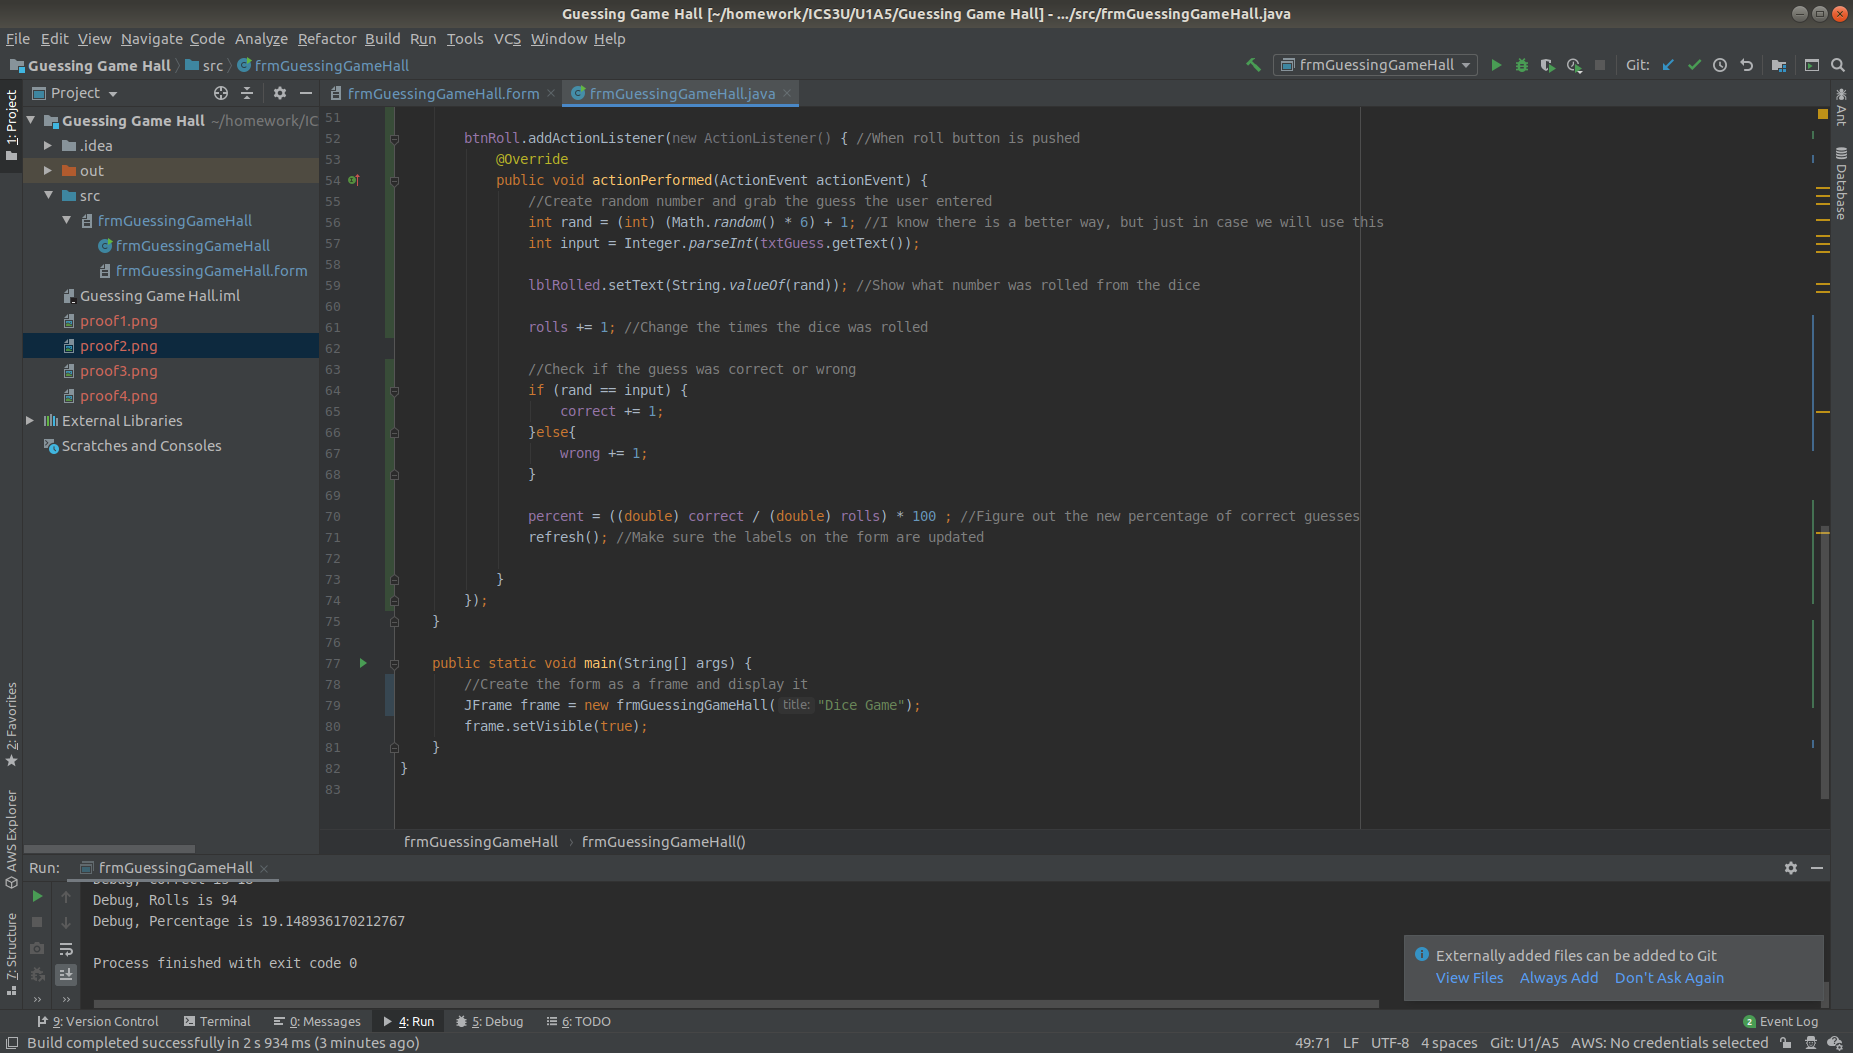 Guessing Game Hall [~/homework/ICS3U/U1A5/Guessing Game Hall] - .../src/frmGuessingGameHall.java
File Edit View Navigate Code Analyze Refactor Build Run Tools VCS Window Help
Guessing Game Hall src frmGuessingGameHall
frmGuessingGameHall Git:
1: Project
2: Favorites
AWS Explorer
7: Structure
Project
Guessing Game Hall ~/homework/IC
.idea
out
src
frmGuessingGameHall
frmGuessingGameHall
frmGuessingGameHall.form
Guessing Game Hall.iml
proof1.png
proof2.png
proof3.png
proof4.png
External Libraries
Scratches and Consoles
frmGuessingGameHall.form frmGuessingGameHall.java
51
52 btnRoll.addActionListener(new ActionListener() { //When roll button is pushed
53 @Override
54 public void actionPerformed(ActionEvent actionEvent) {
55 //Create random number and grab the guess the user entered
56 int rand = (int) (Math.random() * 6) + 1; //I know there is a better way, but just in case we will use this
57 int input = Integer.parseInt(txtGuess.getText());
58
59 lblRolled.setText(String.valueOf(rand)); //Show what number was rolled from the dice
60
61 rolls += 1; //Change the times the dice was rolled
62
63 //Check if the guess was correct or wrong
64 if (rand == input) {
65 correct += 1;
66 }else{
67 wrong += 1;
68 }
69
70 percent = ((double) correct / (double) rolls) * 100 ; //Figure out the new percentage of correct guesses
71 refresh(); //Make sure the labels on the form are updated
72
73 }
74 });
75 }
76
77 public static void main(String[] args) {
78 //Create the form as a frame and display it
79 JFrame frame = new frmGuessingGameHall( title: "Dice Game");
80 frame.setVisible(true);
81 }
82 }
83
frmGuessingGameHall › frmGuessingGameHall()
Ant
Database
Run: frmGuessingGameHall
Debug, Correct is 18
Debug, Rolls is 94
Debug, Percentage is 19.148936170212767
Process finished with exit code 0
Externally added files can be added to Git
View Files Always Add Don't Ask Again
9: Version Control Terminal 0: Messages 4: Run 5: Debug 6: TODO 2 Event Log
Build completed successfully in 2 s 934 ms (3 minutes ago) 49:71 LF UTF-8 4 spaces Git: U1/A5 AWS: No credentials selected